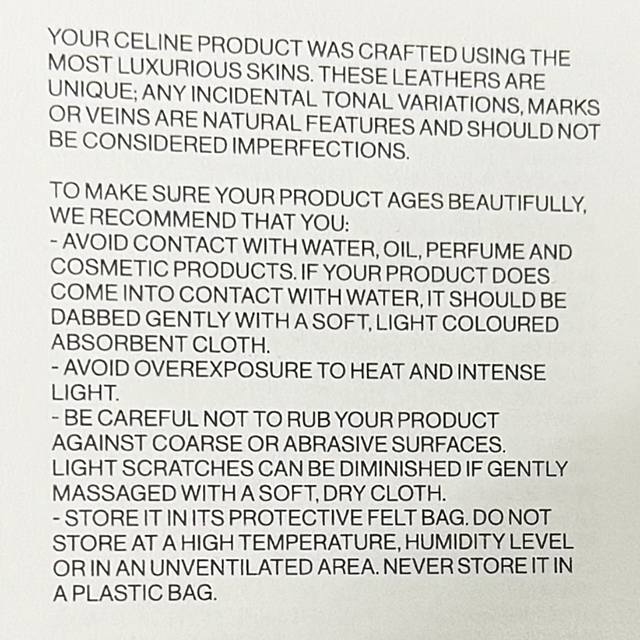 YOUR CELINE PRODUCT WAS CRAFTED USING THE
MOST LUXURIOUS SKINS. THESE LEATHERS ARE
UNIQUE; ANY INCIDENTAL TONAL VARIATIONS, MARKS
OR VEINS ARE NATURAL FEATURES AND SHOULD NOT
BE CONSIDERED IMPERFECTIONS.
TO MAKE SURE YOUR PRODUCT AGES BEAUTIFULLY,
WE RECOMMEND THAT YOU:
- AVOID CONTACT WITH WATER, OIL, PERFUME AND
COSMETIC PRODUCTS. IF YOUR PRODUCT DOES
COME INTO CONTACT WITH WATER, IT SHOULD BE
DABBED GENTLY WITH A SOFT, LIGHT COLOURED
ABSORBENT CLOTH.
- AVOID OVEREXPOSURE TO HEAT AND INTENSE
LIGHT.
- BE CAREFUL NOT TO RUB YOUR PRODUCT
AGAINST COARSE OR ABRASIVE SURFACES.
LIGHT SCRATCHES CAN BE DIMINISHED IF GENTLY
MASSAGED WITH A SOFT, DRY CLOTH.
- STORE IT IN ITS PROTECTIVE FELT BAG. DO NOT
STORE AT A HIGH TEMPERATURE, HUMIDITY LEVEL
OR IN AN UNVENTILATED AREA. NEVER STORE IT IN
A PLASTIC BAG.